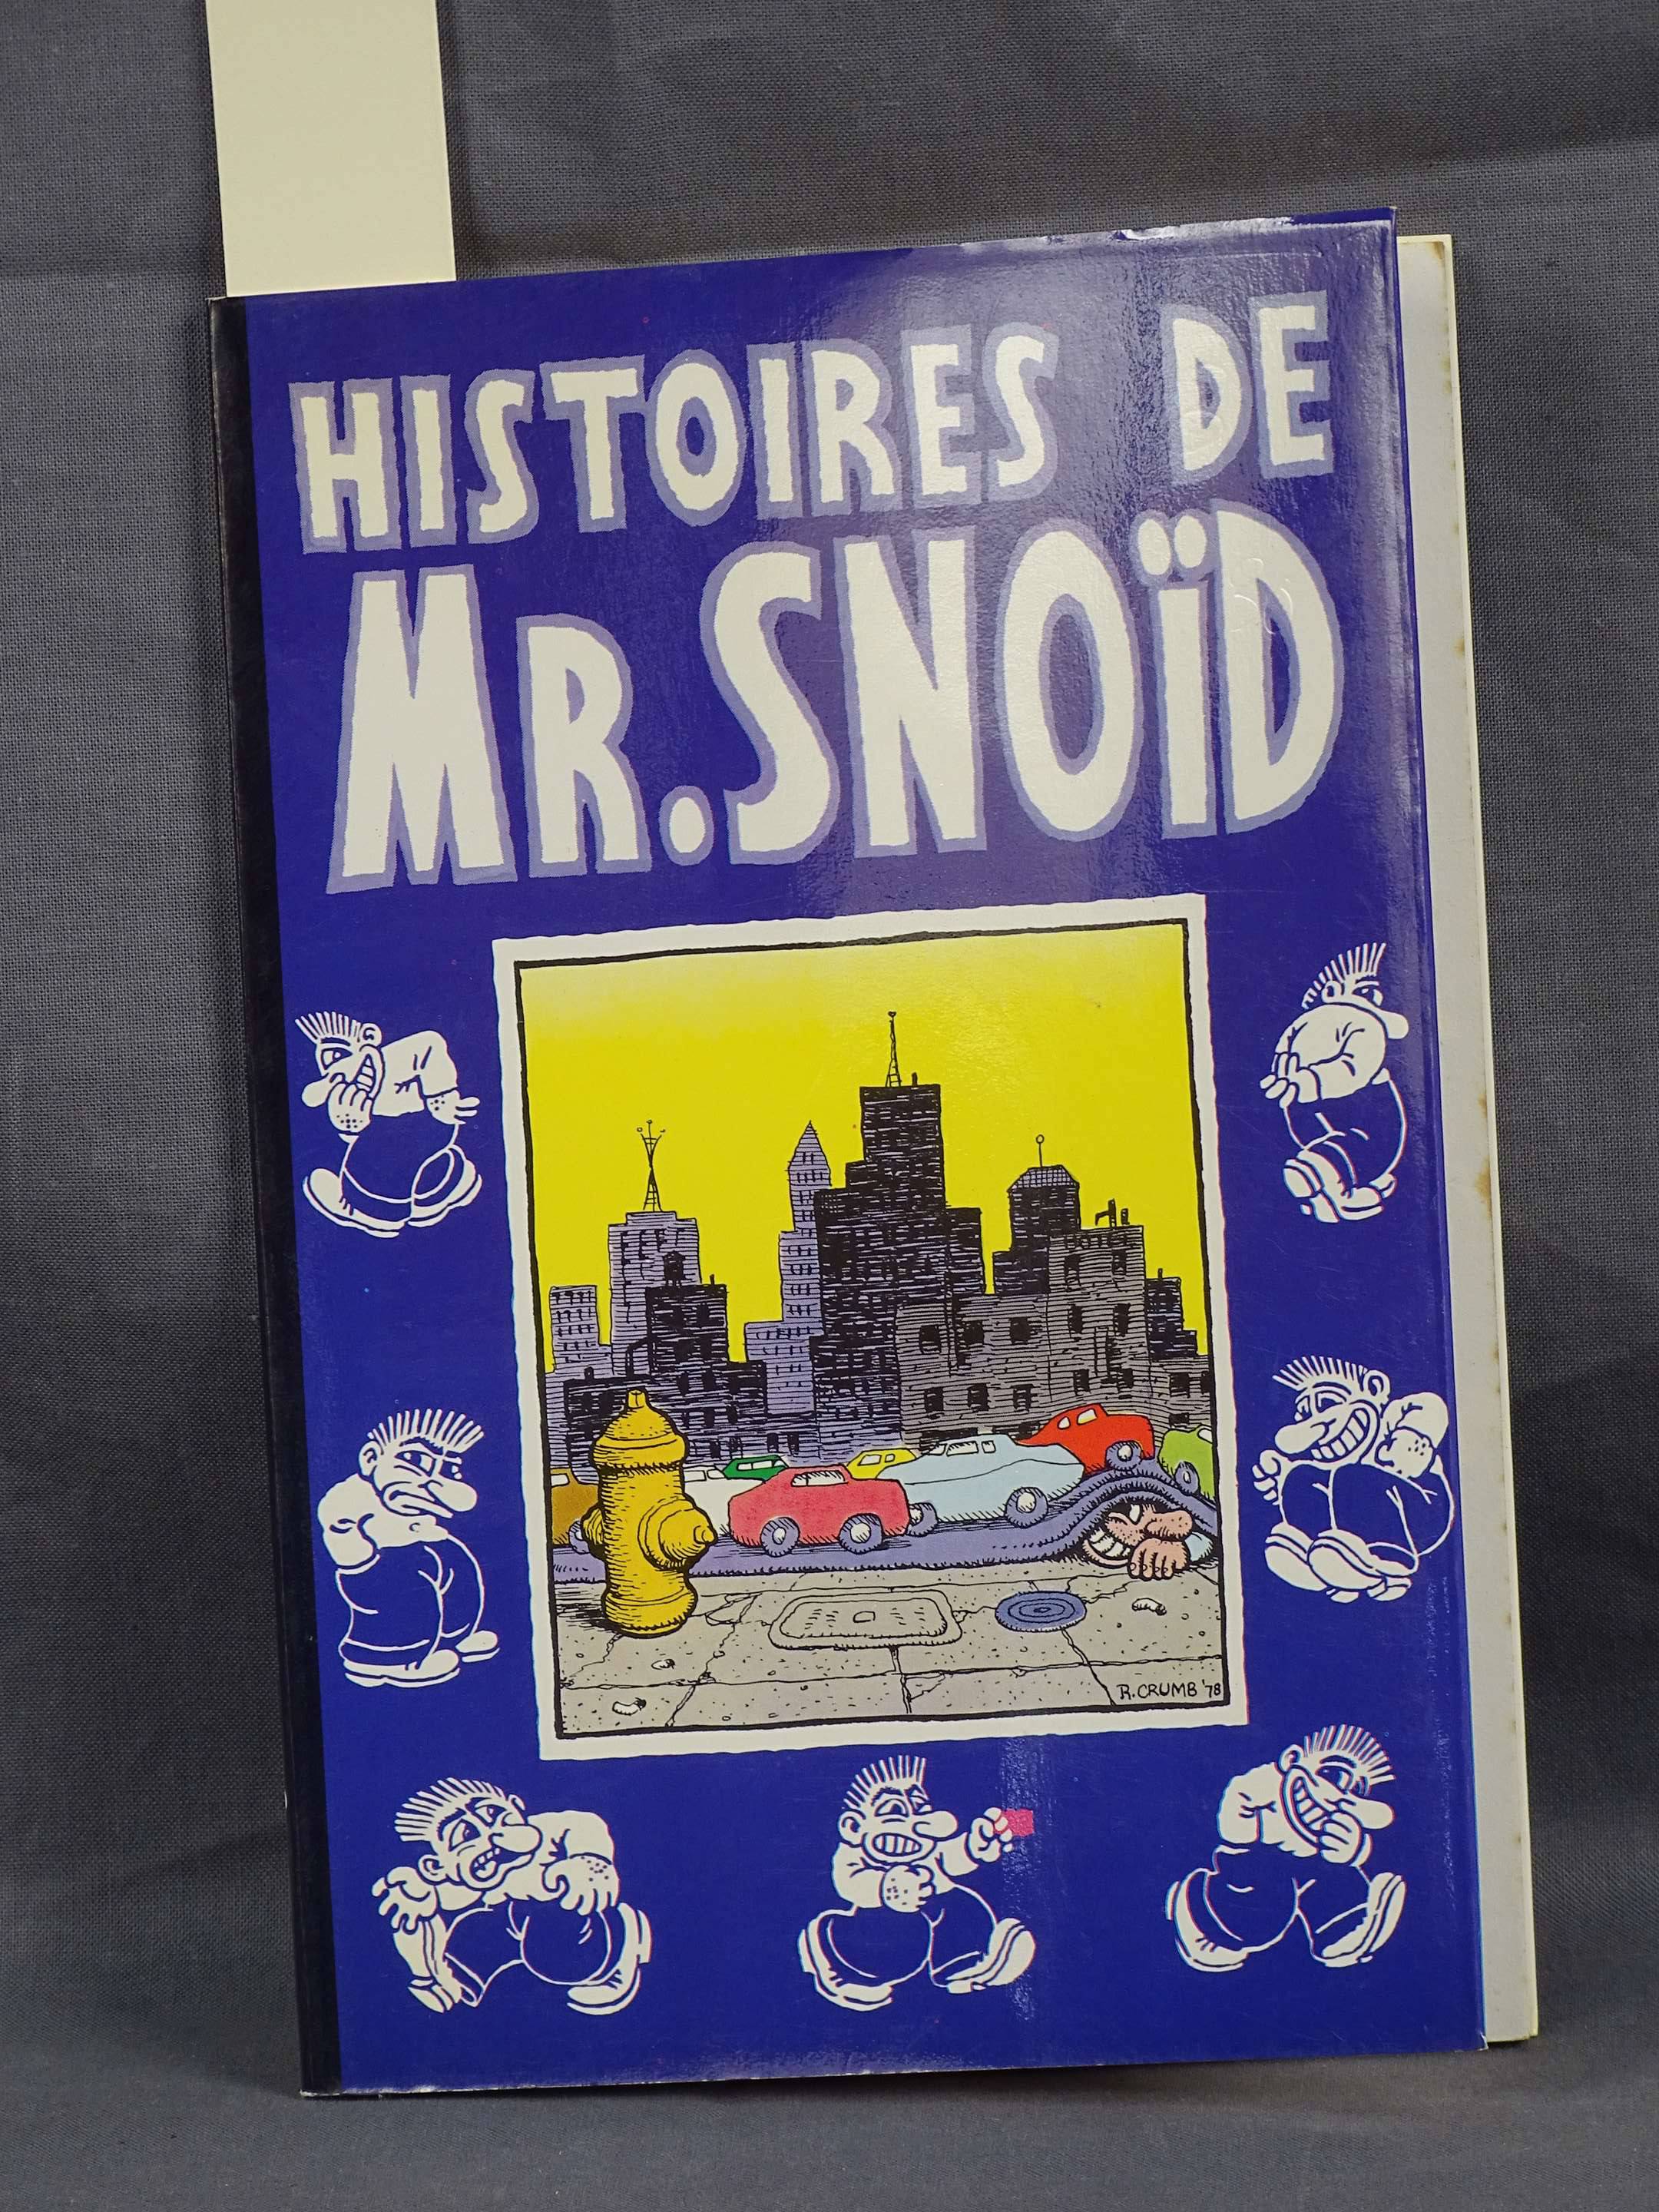 HISTOIRES DE
MR. SNOÏD
R. CRUMB '78